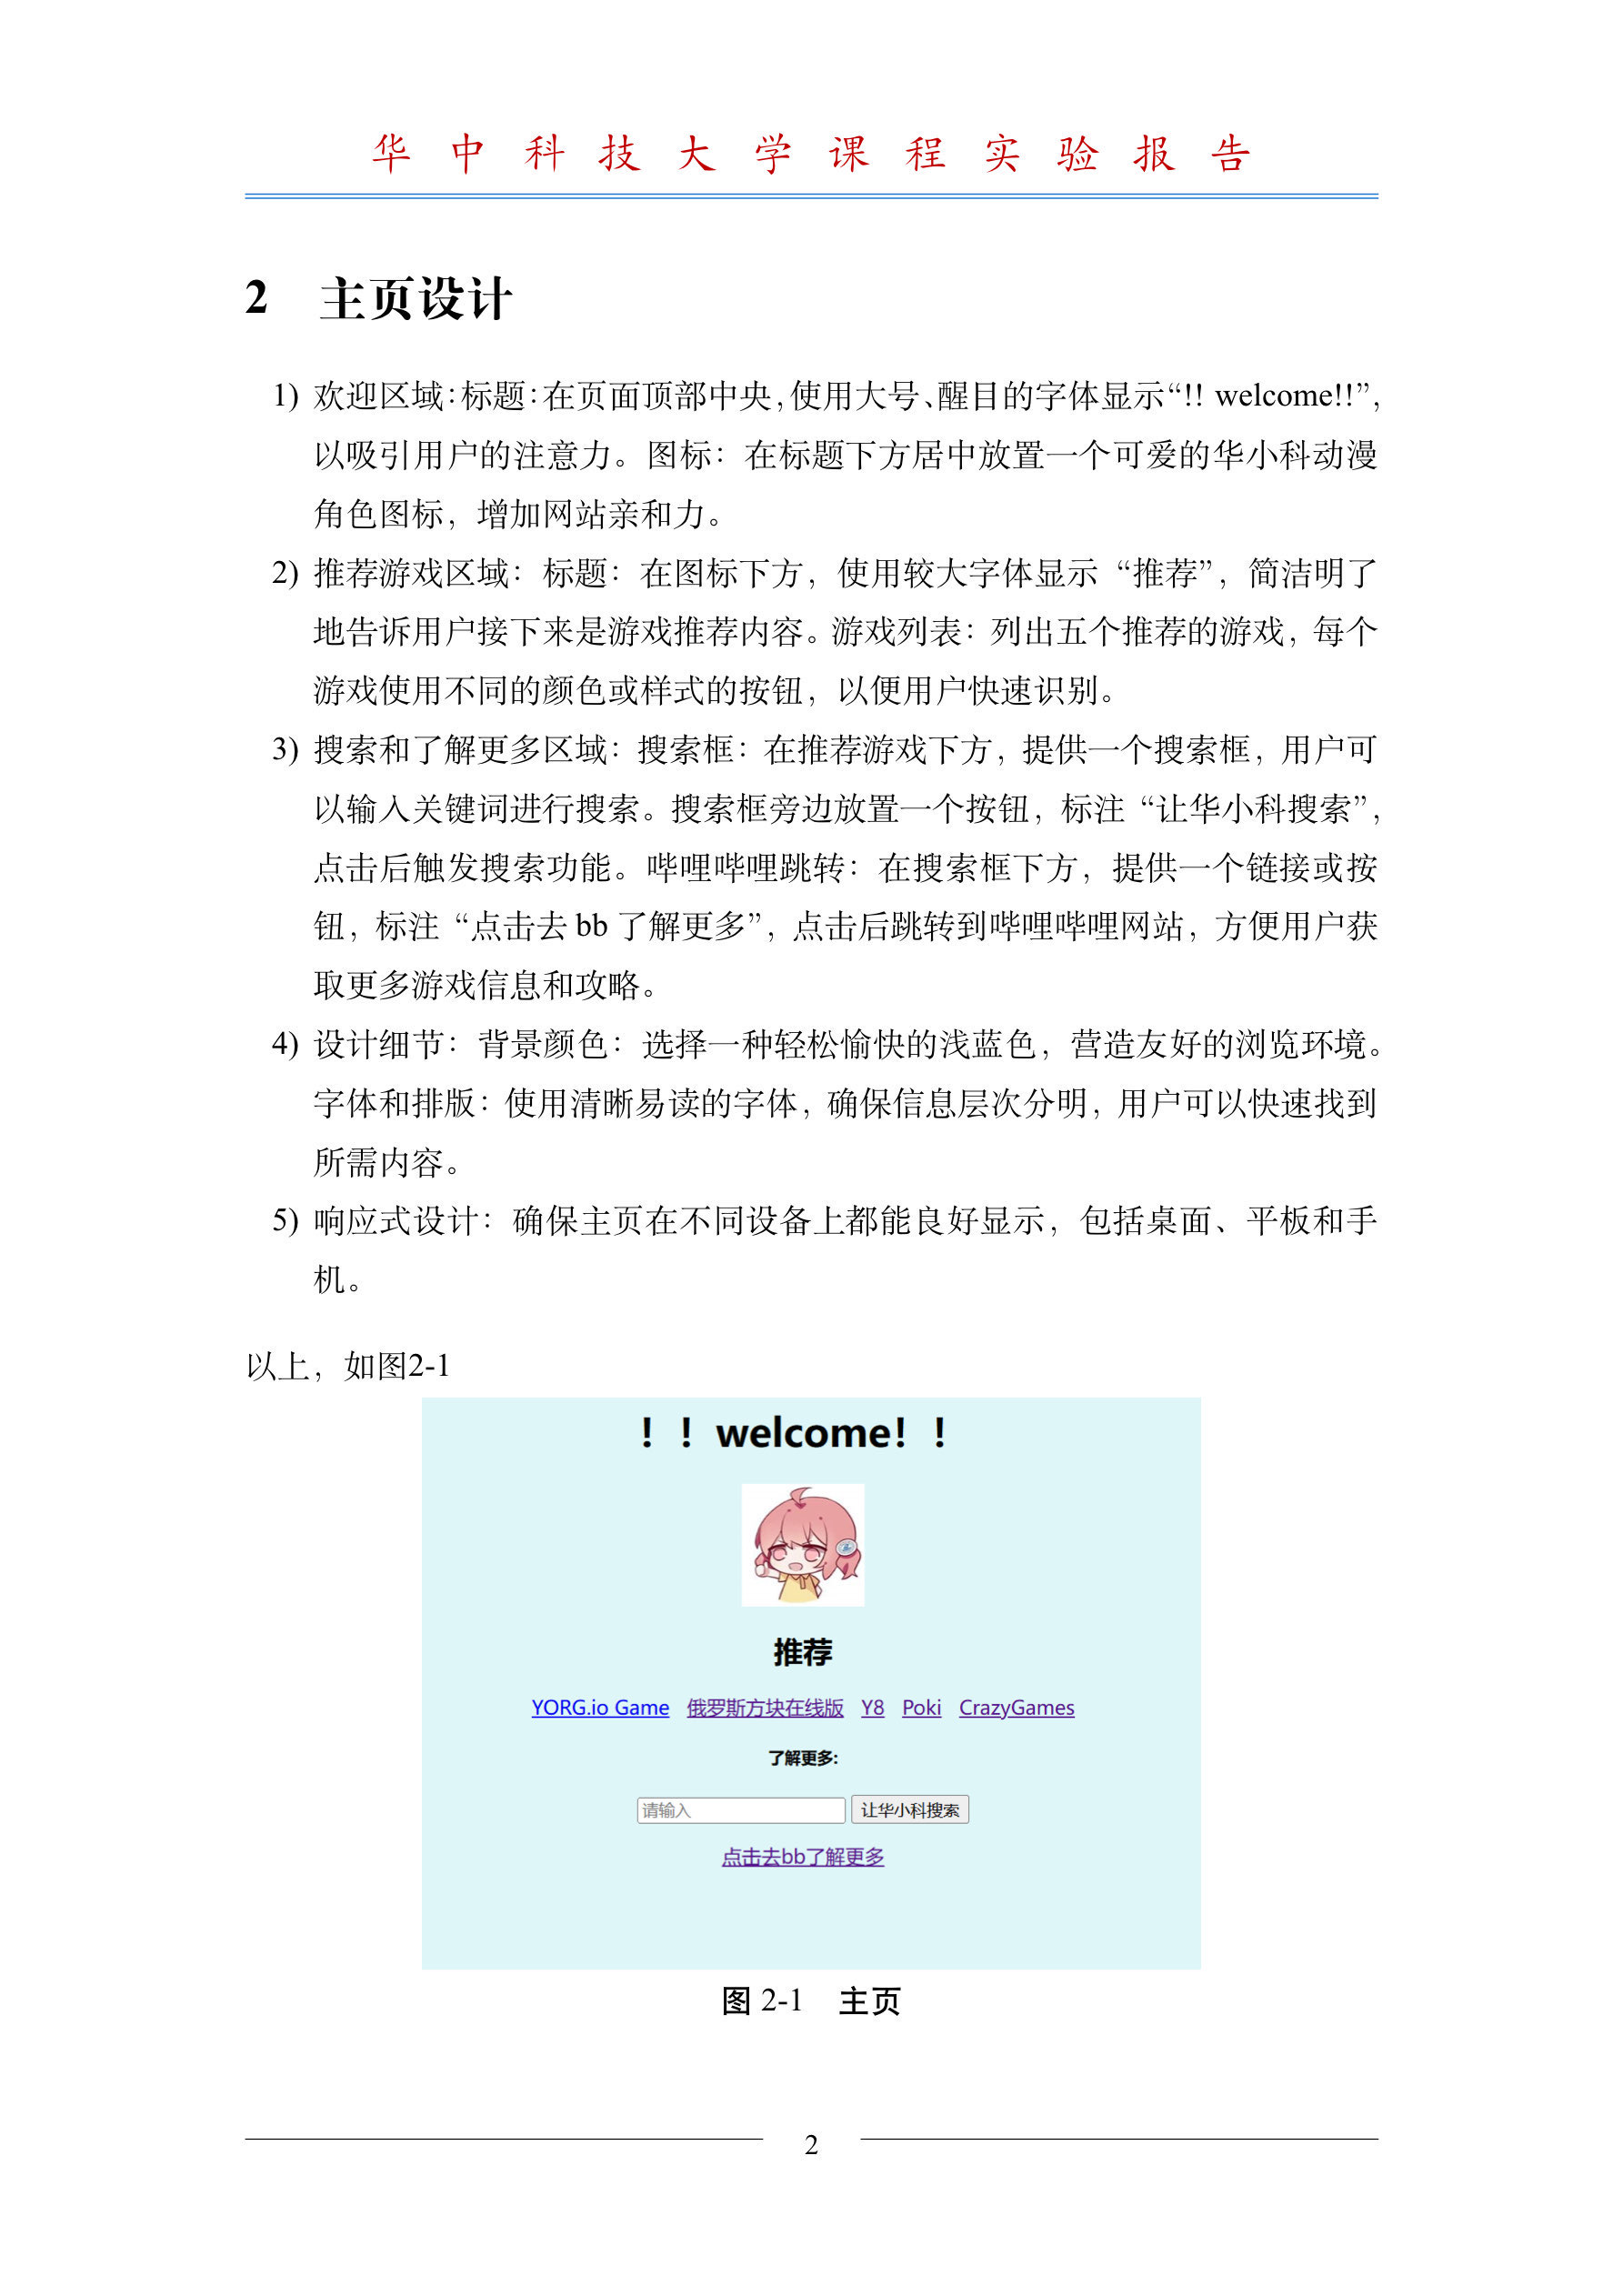 华中科技大学课程实验报告
2 主页设计
1) 欢迎区域：标题：在页面顶部中央，使用大号、醒目的字体显示“!! welcome!!”，
以吸引用户的注意力。图标：在标题下方居中放置一个可爱的华小科动漫
角色图标，增加网站亲和力。
2) 推荐游戏区域：标题：在图标下方，使用较大字体显示“推荐”，简洁明了
地告诉用户接下来是游戏推荐内容。游戏列表：列出五个推荐的游戏，每个
游戏使用不同的颜色或样式的按钮，以便用户快速识别。
3) 搜索和了解更多区域：搜索框：在推荐游戏下方，提供一个搜索框，用户可
以输入关键词进行搜索。搜索框旁边放置一个按钮，标注“让华小科搜索”，
点击后触发搜索功能。哔哩哔哩跳转：在搜索框下方，提供一个链接或按
钮，标注“点击去 bb 了解更多”，点击后跳转到哔哩哔哩网站，方便用户获
取更多游戏信息和攻略。
4) 设计细节：背景颜色：选择一种轻松愉快的浅蓝色，营造友好的浏览环境。
字体和排版：使用清晰易读的字体，确保信息层次分明，用户可以快速找到
所需内容。
5) 响应式设计：确保主页在不同设备上都能良好显示，包括桌面、平板和手
机。
以上，如图2-1
！！welcome！！
推荐
YORG.io Game 俄罗斯方块在线版 Y8 Poki CrazyGames
了解更多:
请输入 让华小科搜索
点击去bb了解更多
图 2-1 主页
2